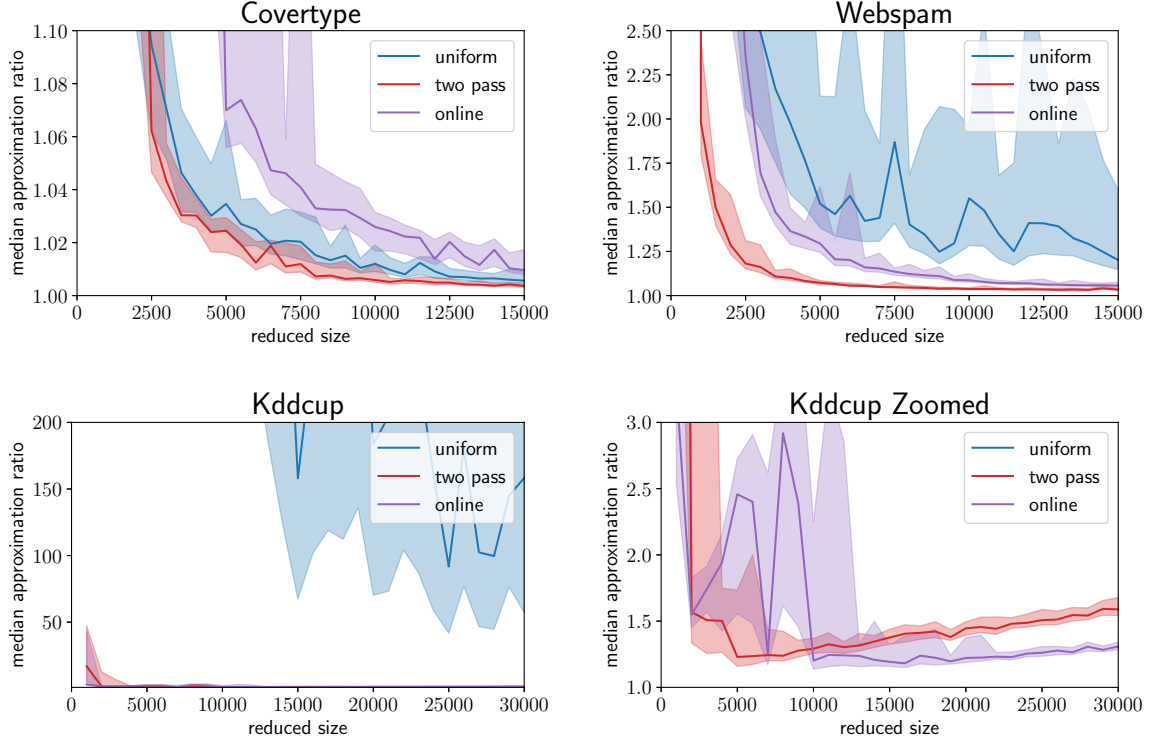 Covertype
median approximation ratio
1.10
1.08
1.06
1.04
1.02
1.00
0
2500
5000
7500
10000
12500
15000
reduced size
uniform
two pass
online
Webspam
median approximation ratio
2.50
2.00
1.75
1.50
1.25
1.00
0
2500
5000
7500
10000
12500
15000
reduced size
uniform
two pass
online
Kddcup
median approximation ratio
200
150
100
50
0
5000
10000
15000
20000
25000
30000
reduced size
uniform
two pass
online
Kddcup Zoomed
median approximation ratio
3.0
2.5
2.0
1.5
1.0
0
5000
10000
15000
20000
25000
30000
reduced size
uniform
two pass
online